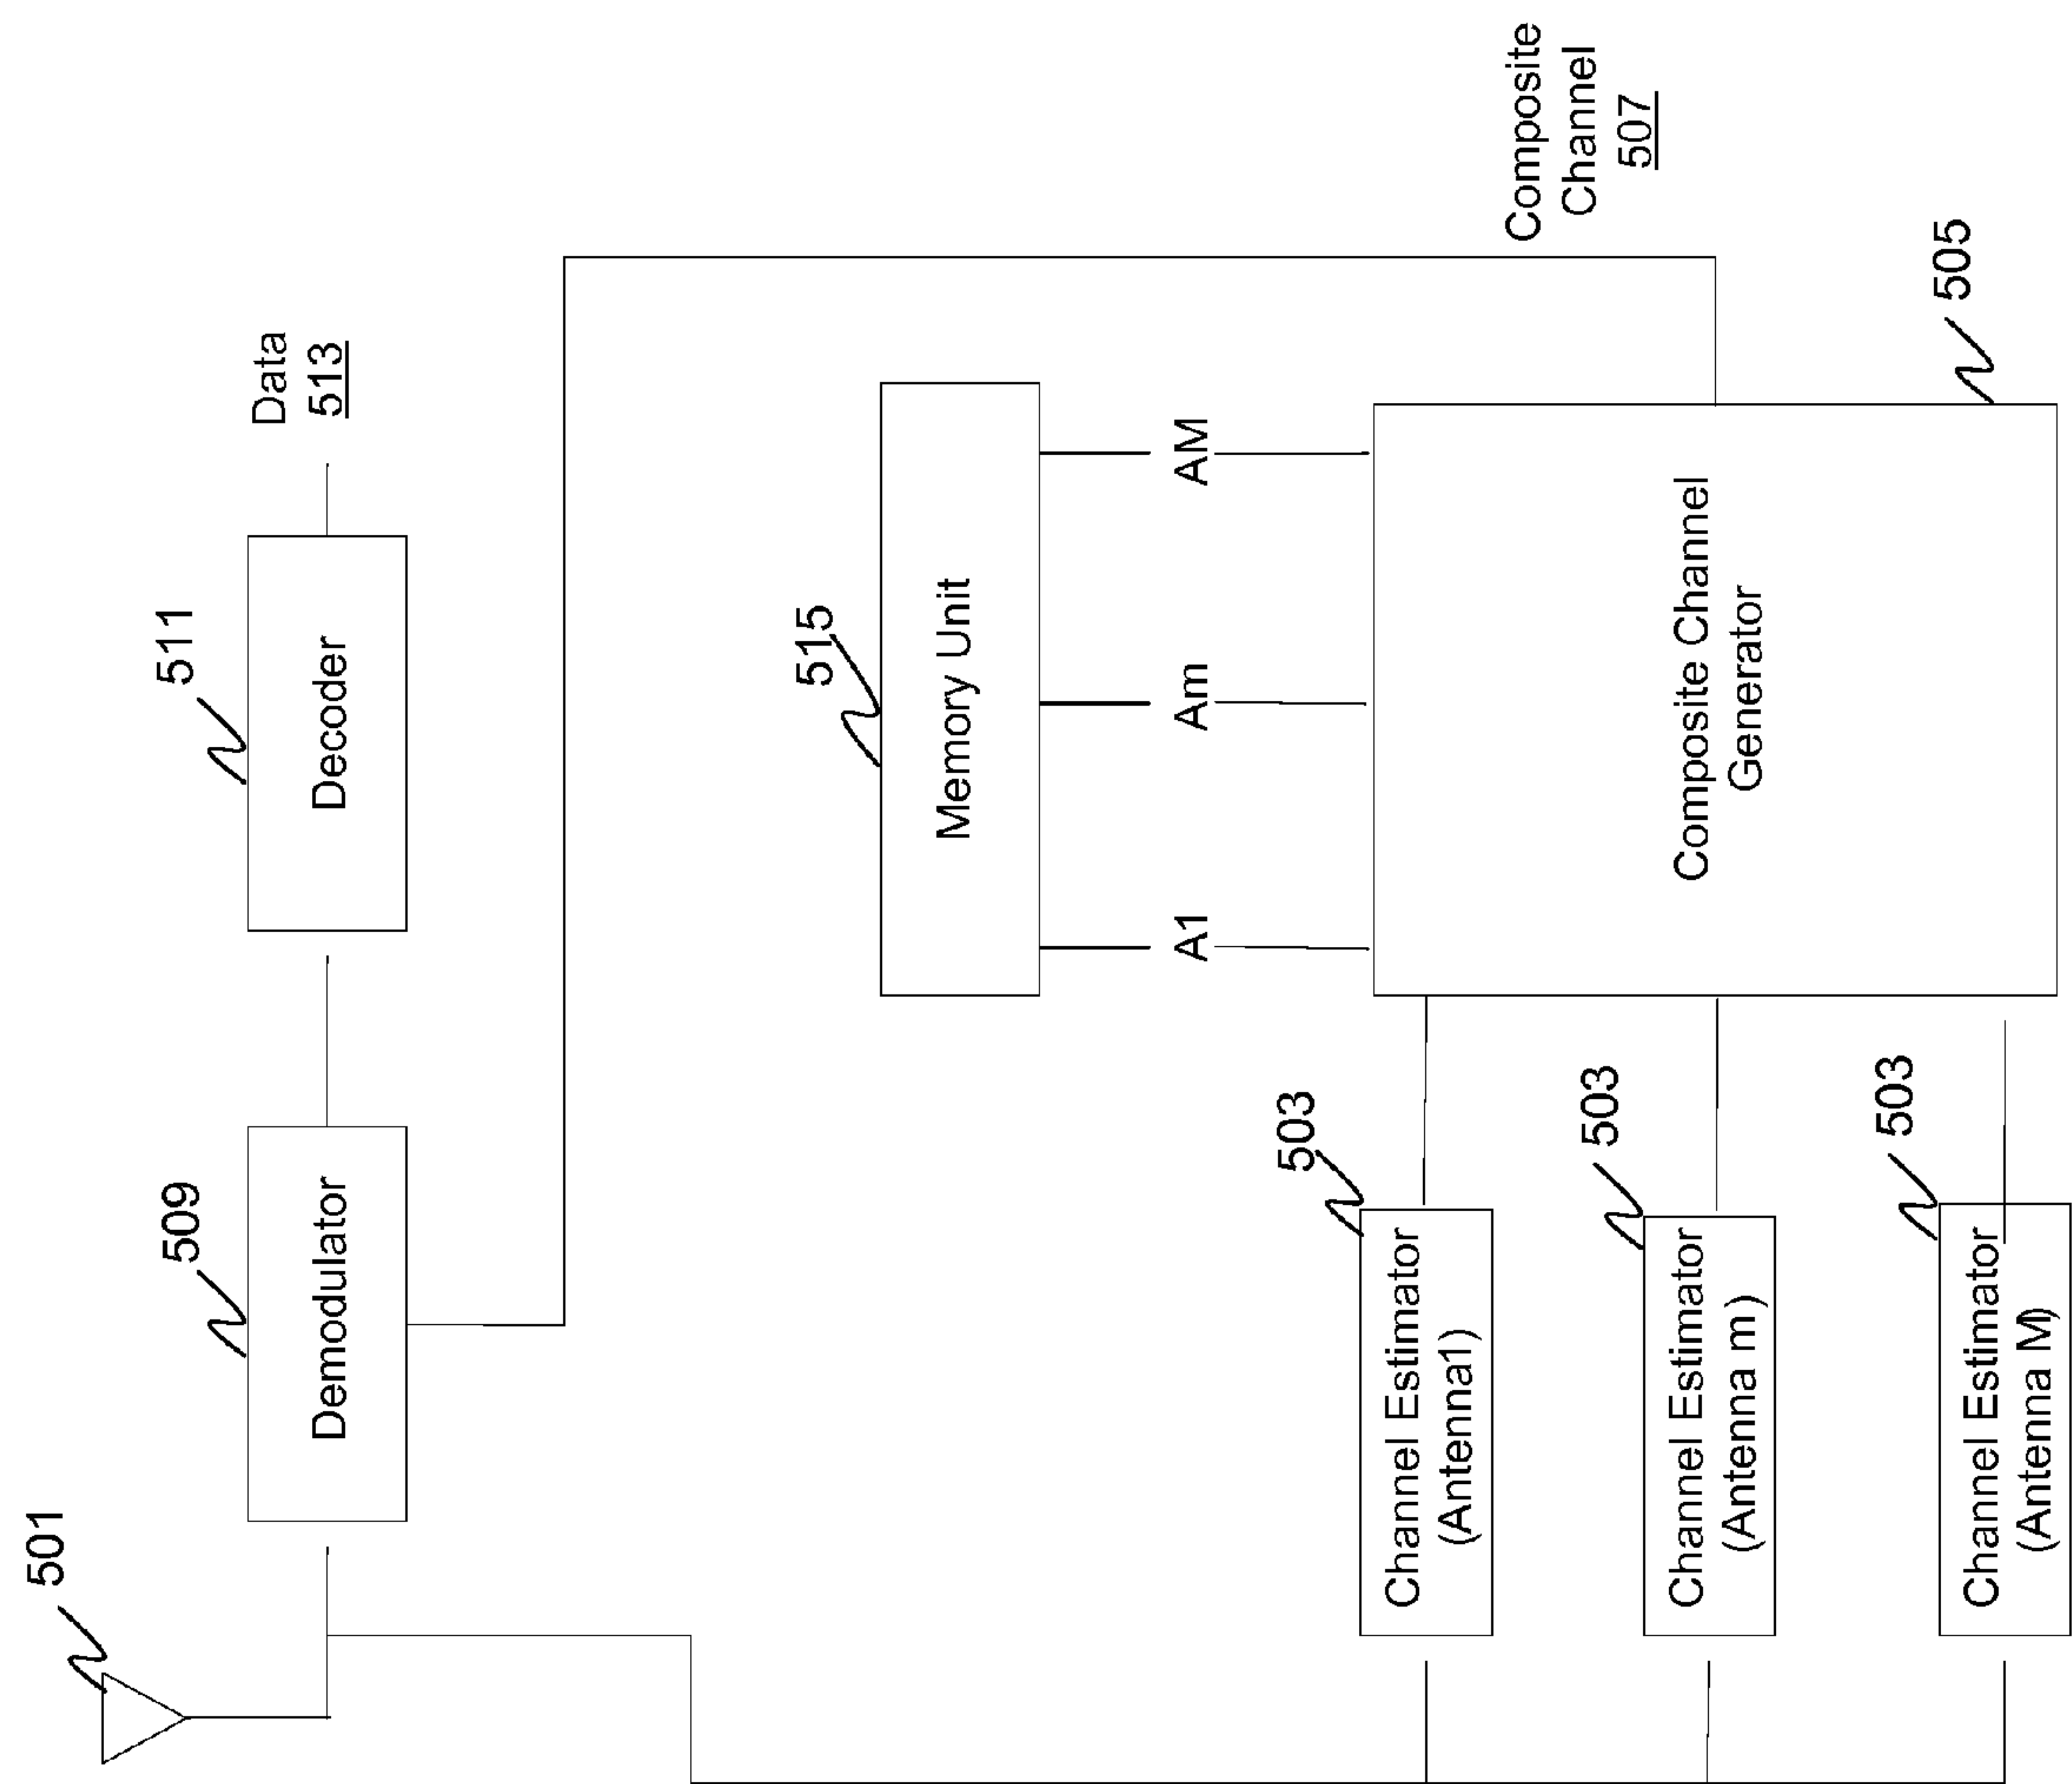 501
509
Demodulator
511
Decoder
Data
513
515
Memory Unit
A1
Am
AM
503
Channel Estimator
(Antenna1)
503
Channel Estimator
(Antenna m)
503
Channel Estimator
(Antenna M)
Composite Channel
Generator
505
Composite
Channel
507